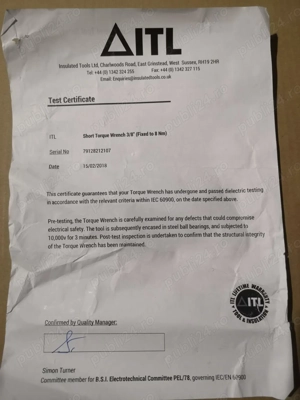 ITL
Insulated Tools Ltd, Charlwoods Road, East Grinstead, West Sussex, RH19 2HH
Tel: +44 (0) 1342 324 355 Fax: +44 (0) 1342 327 115
Email: Enquiries@insulatedtools.co.uk
Test Certificate
ITL Short Torque Wrench 3/8" (Fixed to 8 Nm)
Serial No
Date 15/02/2016
This certificate guarantees that your Torque Wrench has undergone and passed dielectric testing
in accordance with the relevant criteria within IEC 60900, on the date specified above.
Pre-testing, the Torque Wrench is carefully examined for any defects that could compromise
electrical safety. The tool is subsequently encased in steel ball bearings, and subjected to
10,000v for 3 minutes. Post-test inspection is undertaken to confirm that the structural integrity
of the Torque Wrench has been maintained.
ITL LIFETIME WARRANTY
ITL
TOOL & INSULATION
Confirmed by Quality Manager:
Simon Turner
Committee member for B.S.I. Electrotechnical Committee PEL/78, governing IEC/EN 60900